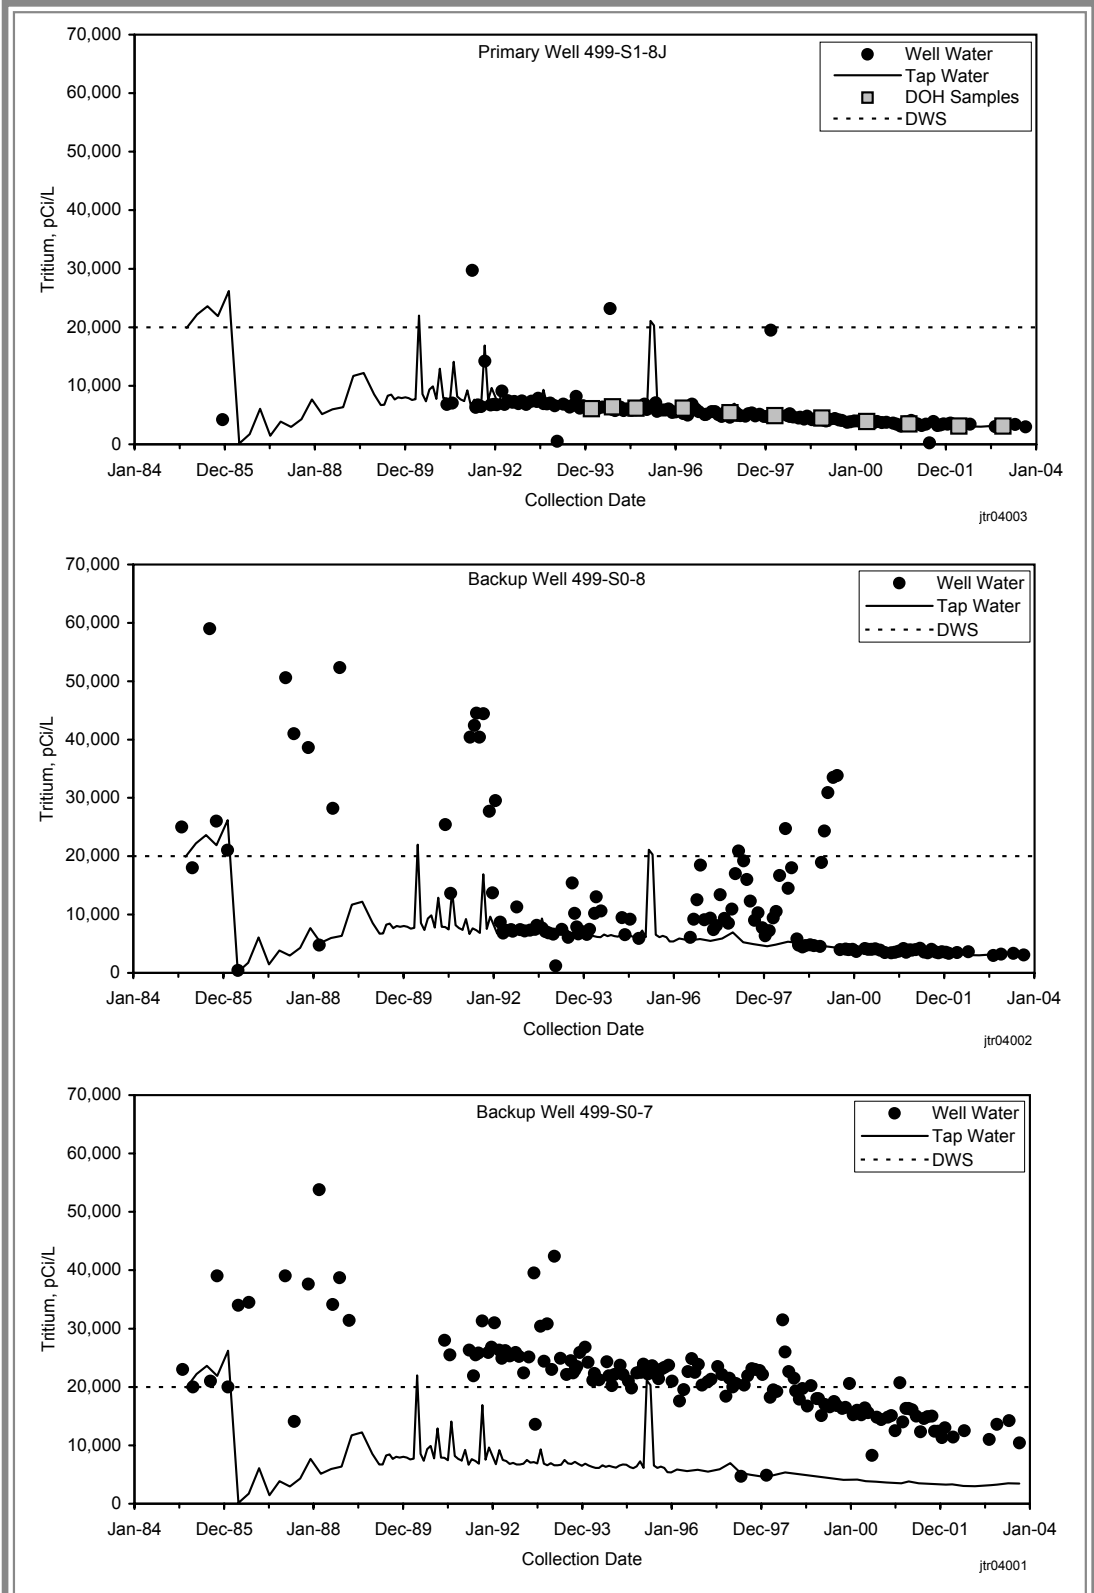 Primary Well 499-S1-8J
Well Water
Tap Water
DOH Samples
DWS
70,000
60,000
50,000
40,000
30,000
20,000
10,000
0
Tritium, pCi/L
Jan-84 Dec-85 Jan-88 Dec-89 Jan-92 Dec-93 Jan-96 Dec-97 Jan-00 Dec-01 Jan-04
Collection Date
jtr04003
Backup Well 499-S0-8
Well Water
Tap Water
DWS
70,000
60,000
50,000
40,000
30,000
20,000
10,000
0
Tritium, pCi/L
Jan-84 Dec-85 Jan-88 Dec-89 Jan-92 Dec-93 Jan-96 Dec-97 Jan-00 Dec-01 Jan-04
Collection Date
jtr04002
Backup Well 499-S0-7
Well Water
Tap Water
DWS
70,000
60,000
50,000
40,000
30,000
20,000
10,000
0
Tritium, pCi/L
Jan-84 Dec-85 Jan-88 Dec-89 Jan-92 Dec-93 Jan-96 Dec-97 Jan-00 Dec-01 Jan-04
Collection Date
jtr04001